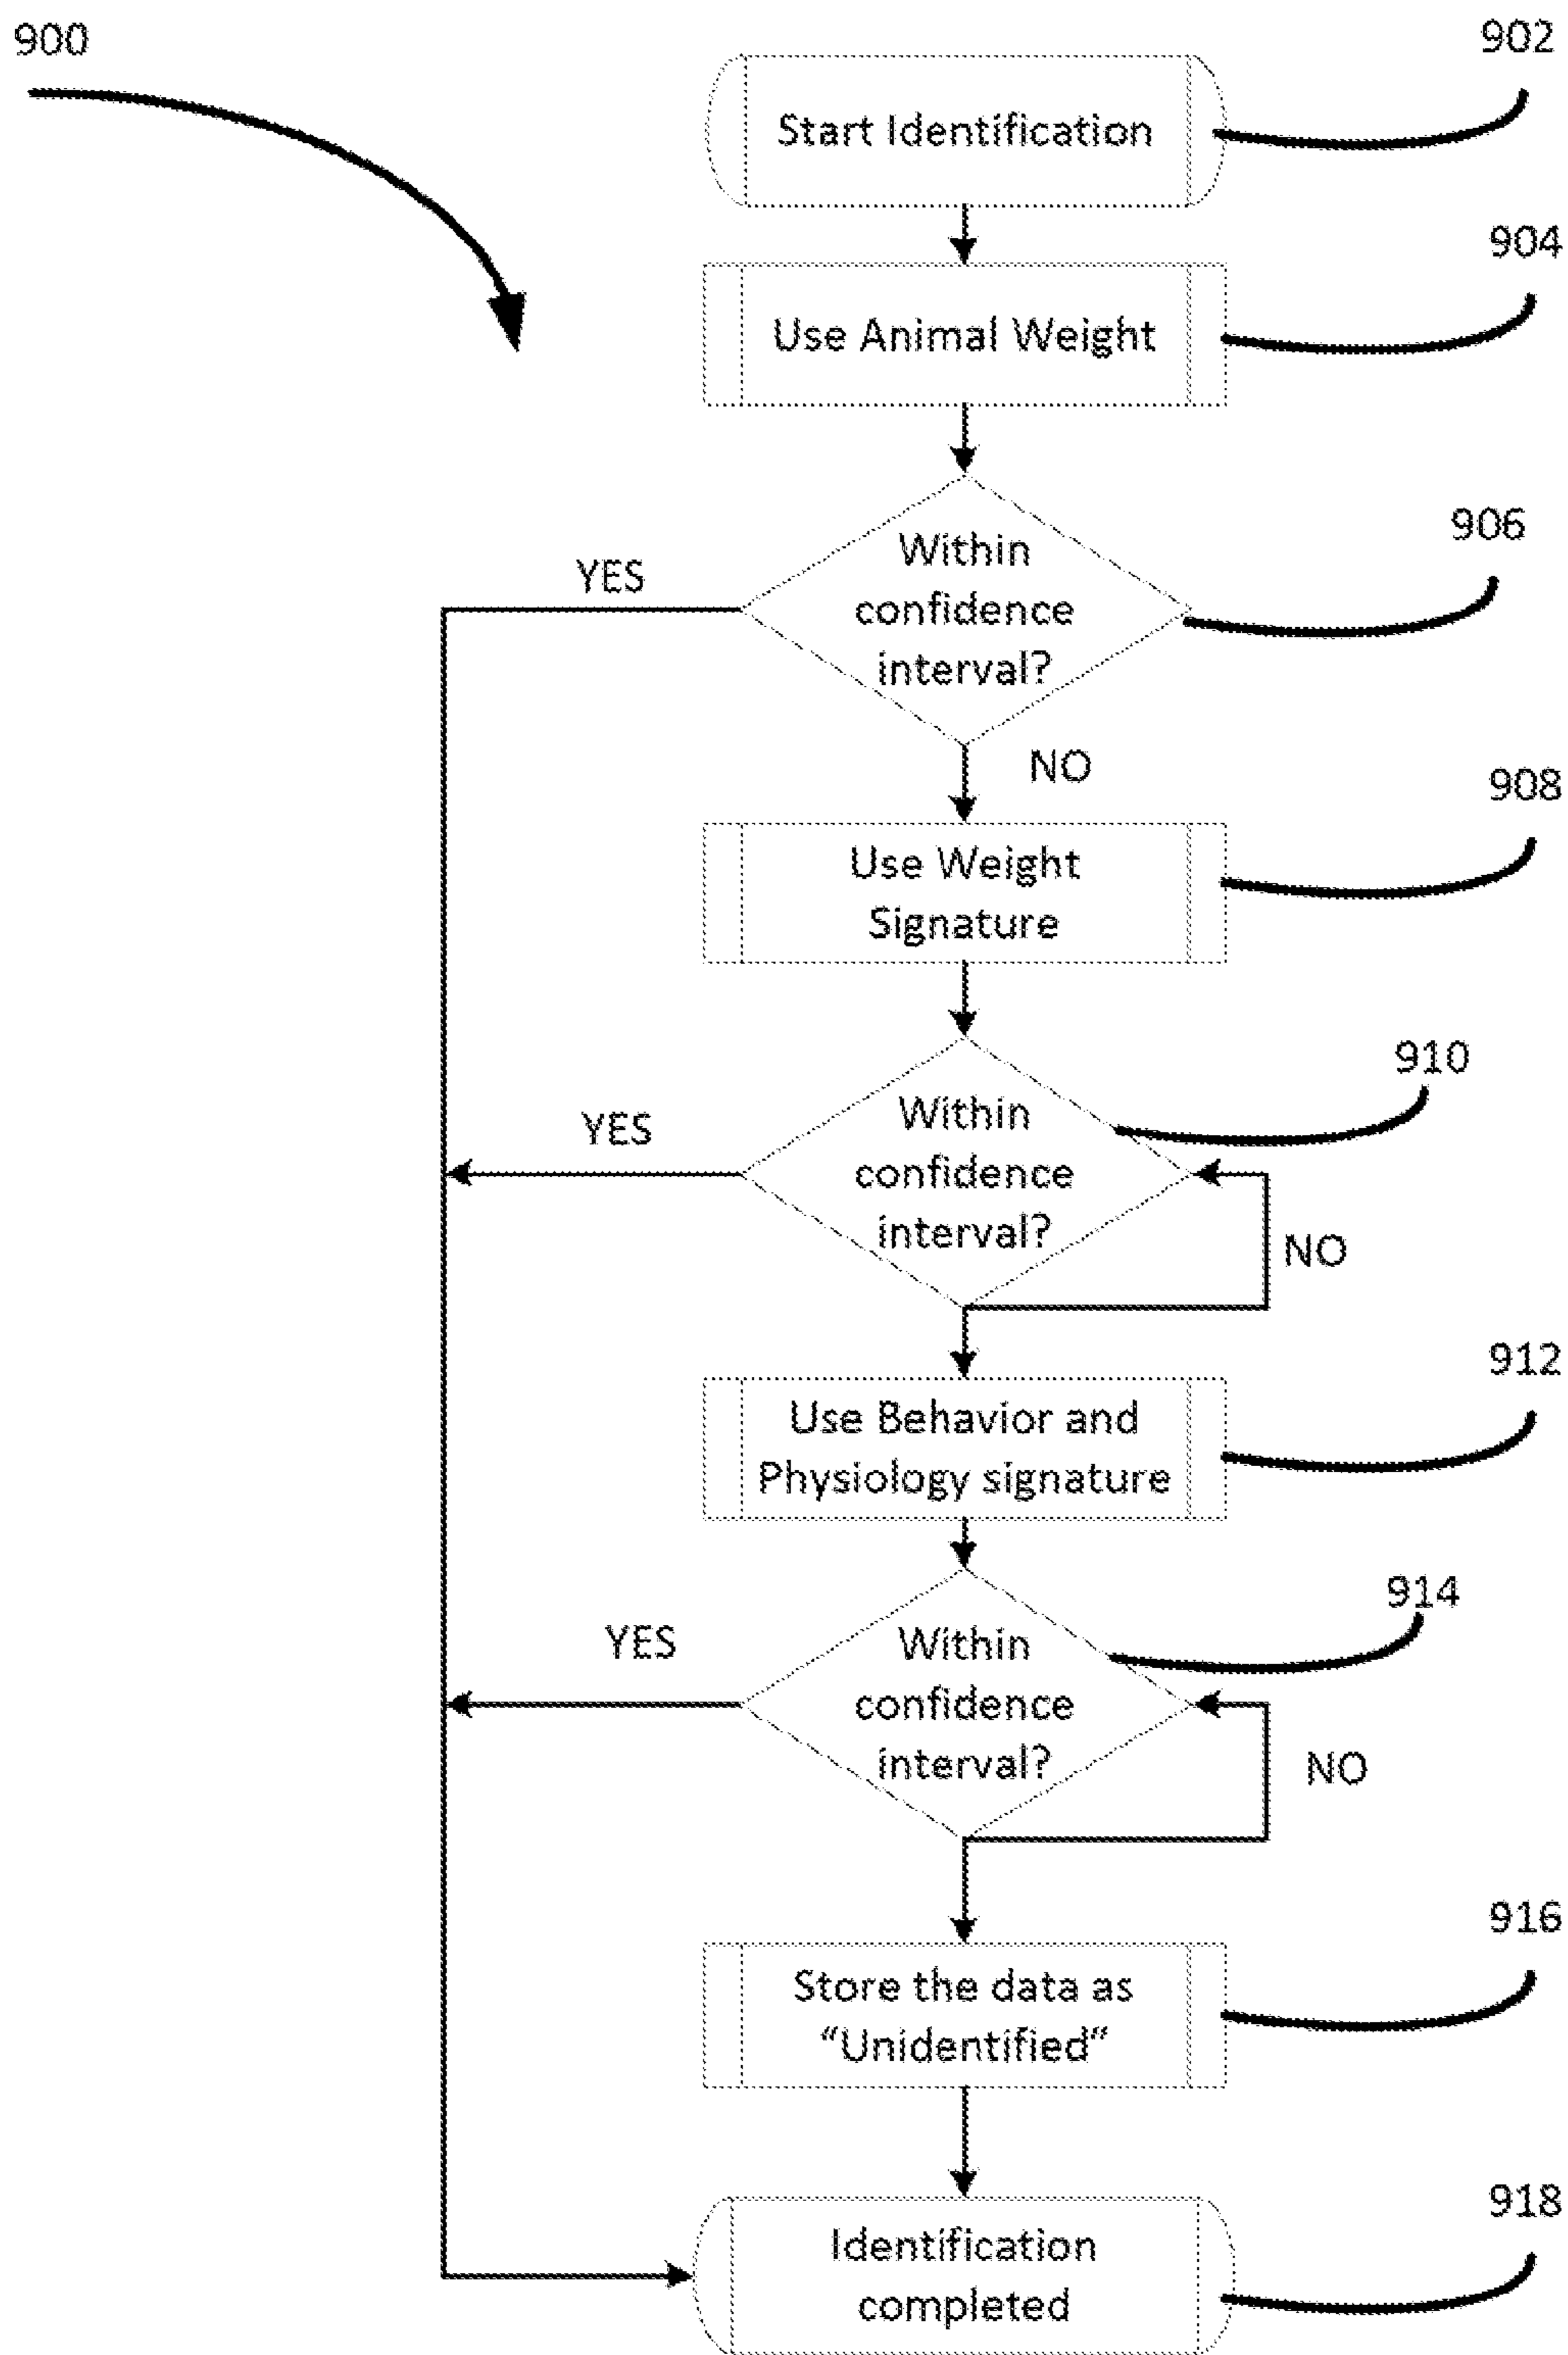 900
902
Start Identification
904
Use Animal Weight
906
Within
confidence
interval?
YES
NO
908
Use Weight
Signature
910
Within
confidence
interval?
YES
NO
912
Use Behavior and
Physiology signature
914
Within
confidence
interval?
YES
NO
916
Store the data as
“Unidentified“
918
Identification
completed